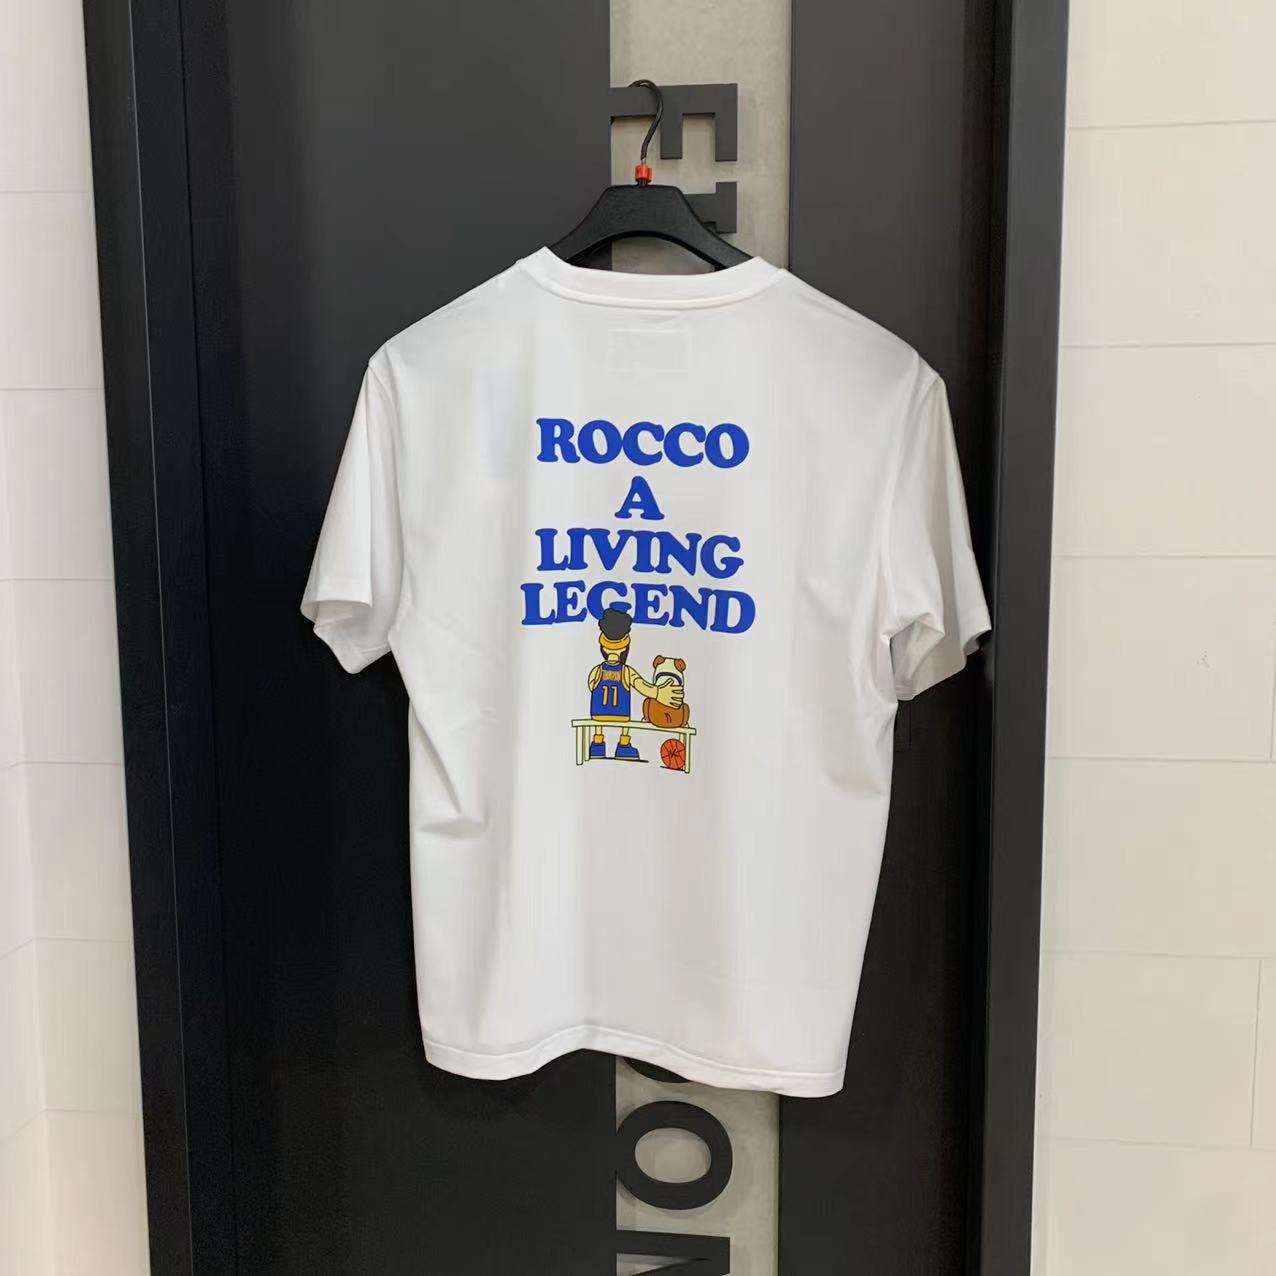 ROCCO
A
LIVING
LEGEND
11